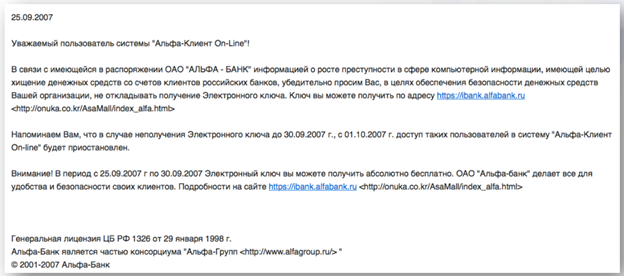 25.09.2007
Уважаемый пользователь системы "Альфа-Клиент On-Line"!
В связи с имеющейся в распоряжении ОАО "АЛЬФА - БАНК" информацией о росте преступности в сфере компьютерной информации, имеющей целью
хищение денежных средств со счетов клиентов российских банков, убедительно просим Вас, в целях обеспечения безопасности денежных средств
Вашей организации, не откладывать получение Электронного ключа. Ключ вы можете получить по адресу https://ibank.alfabank.ru
<http://onuka.co.kr/AsaMall/index_alfa.html>
Напоминаем Вам, что в случае неполучения Электронного ключа до 30.09.2007 г., с 01.10.2007 г. доступ таких пользователей в систему "Альфа-Клиент
On-line" будет приостановлен.
Внимание! В период с 25.09.2007 г по 30.09.2007 Электронный ключ вы можете получить абсолютно бесплатно. ОАО "Альфа-банк" делает все для
удобства и безопасности своих клиентов. Подробности на сайте https://ibank.alfabank.ru <http://onuka.co.kr/AsaMall/index_alfa.html>
Генеральная лицензия ЦБ РФ 1326 от 29 января 1998 г.
Альфа-Банк является частью консорциума "Альфа-Групп <http://www.alfagroup.ru/> "
© 2001-2007 Альфа-Банк